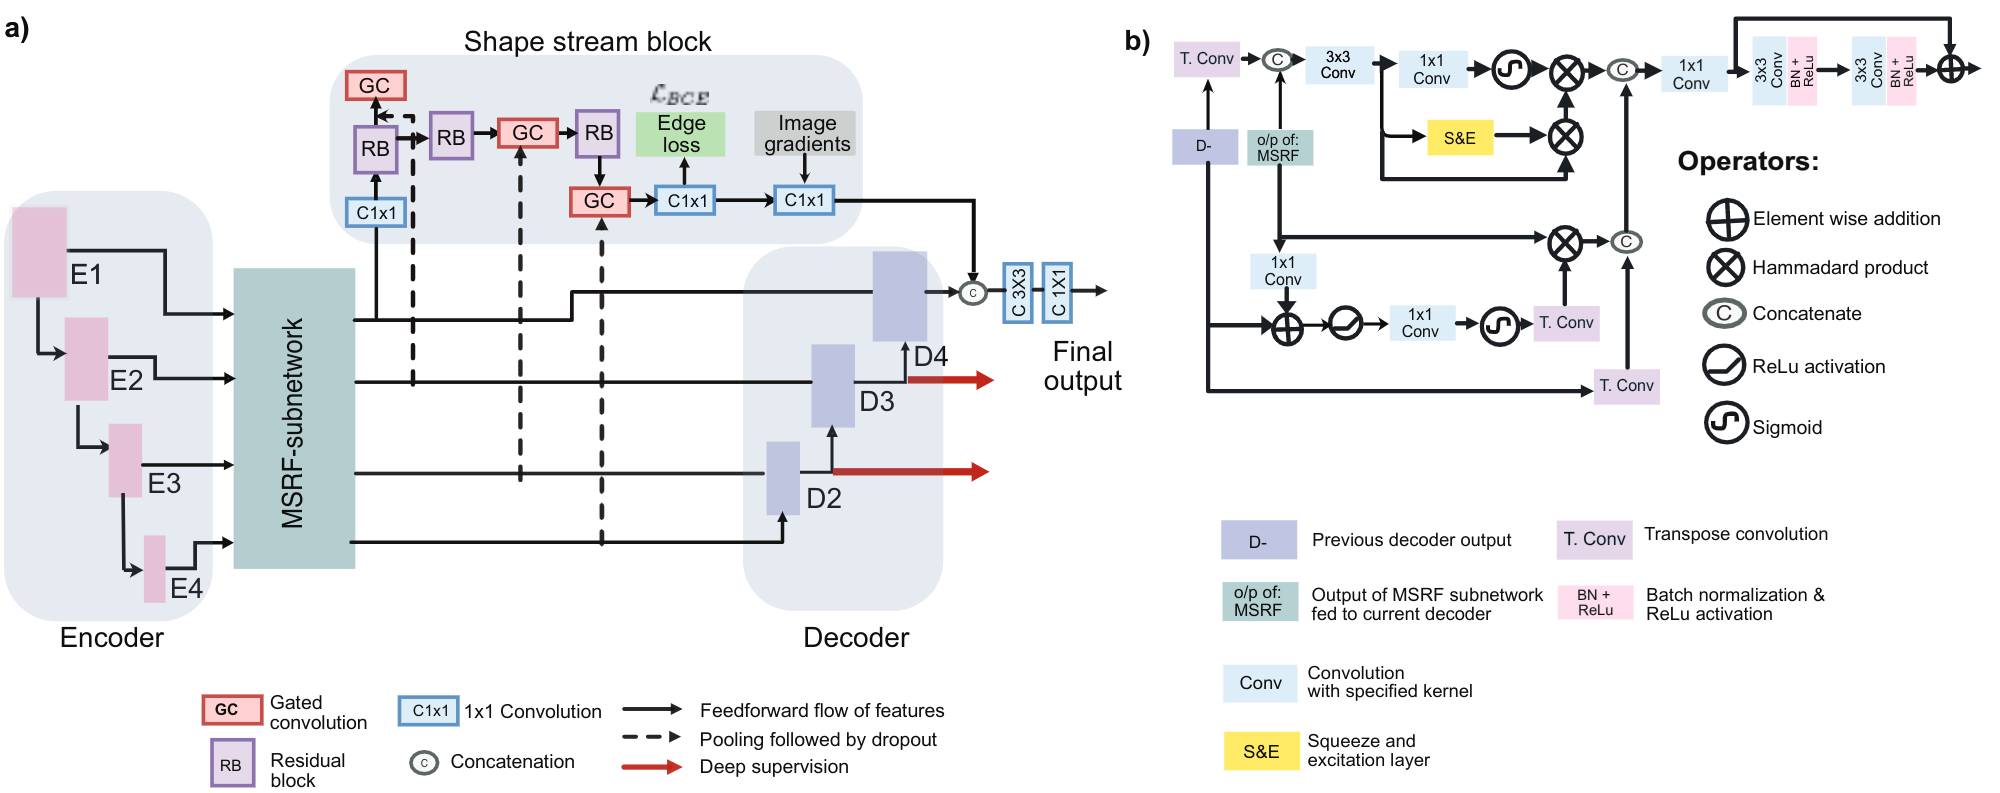 a)
Shape stream block
GC
RB
RB
GC
RB
ℒBCE
Edge
loss
Image
gradients
C1x1
GC
C1x1
C1x1
E1
E2
E3
E4
Encoder
MSRF-subnetwork
D4
D3
D2
Decoder
C
C 3X3
C 1X1
Final
output
GC
Gated
convolution
RB
Residual
block
C1x1
1x1 Convolution
C
Concatenation
Feedforward flow of features
Pooling followed by dropout
Deep supervision
b)
T. Conv
C
3x3
Conv
1x1
Conv
C
1x1
Conv
3x3
Conv
BN +
ReLu
3x3
Conv
BN +
ReLu
D-
o/p of:
MSRF
S&E
1x1
Conv
C
1x1
Conv
T. Conv
T. Conv
Operators:
Element wise addition
Hammadard product
C
Concatenate
ReLu activation
Sigmoid
D-
Previous decoder output
T. Conv
Transpose convolution
o/p of:
MSRF
Output of MSRF subnetwork
fed to current decoder
BN +
ReLu
Batch normalization &
ReLu activation
Conv
Convolution
with specified kernel
S&E
Squeeze and
excitation layer